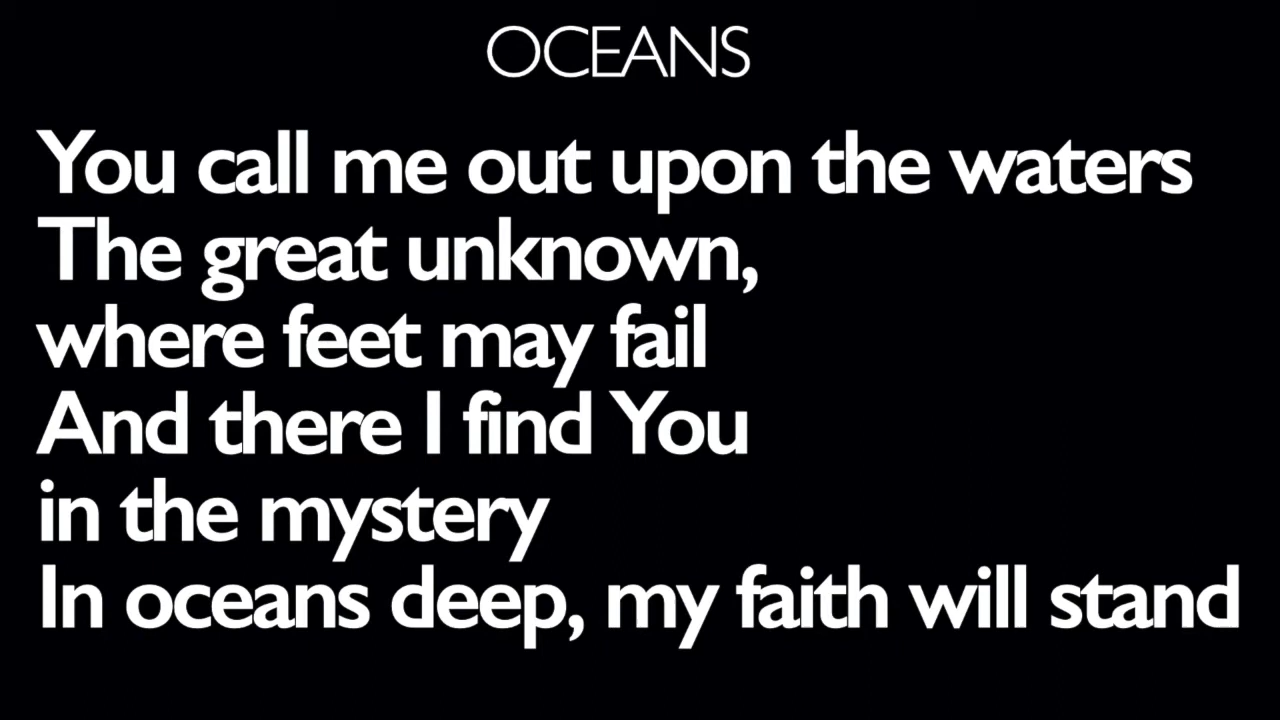 OCEANS
You call me out upon the waters
The great unknown,
where feet may fail
And there I find You
in the mystery
In oceans deep, my faith will stand